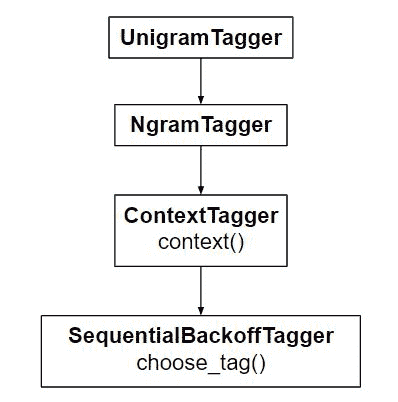 UnigramTagger
NgramTagger
ContextTagger
context()
SequentialBackoffTagger
choose_tag()